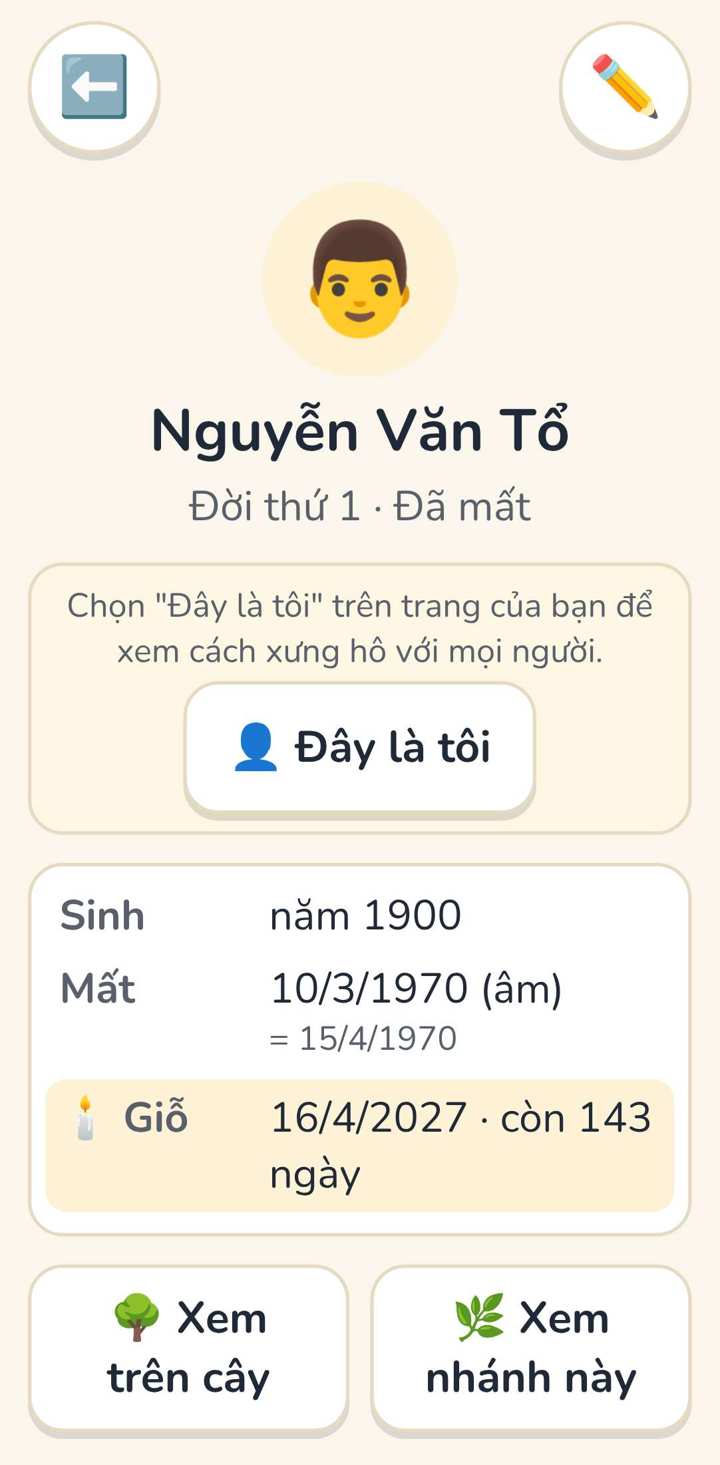 Nguyễn Văn Tổ
Đời thứ 1 · Đã mất
Chọn "Đây là tôi" trên trang của bạn để
xem cách xưng hô với mọi người.
Đây là tôi
Sinh năm 1900
Mất 10/3/1970 (âm)
= 15/4/1970
Giỗ 16/4/2027 · còn 143
ngày
Xem
trên cây
Xem
nhánh này